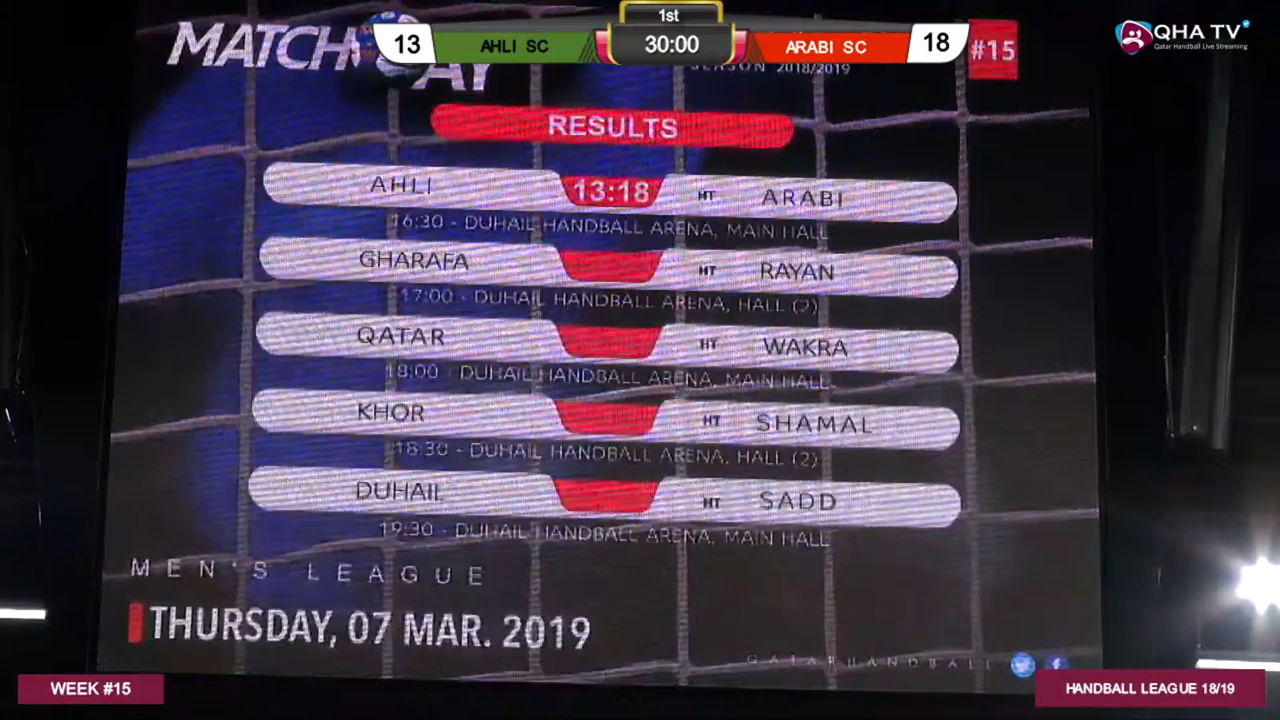 1st
13 AHLI SC 30:00 ARABI SC 18
QHA TV
Qatar Handball Live Streaming
MATCH DAY
SEASON 2018/2019
#15
RESULTS
AHLI 13:18 HT ARABI
16:30 - DUHAIL HANDBALL ARENA, MAIN HALL
GHARAFA HT RAYAN
17:00 - DUHAIL HANDBALL ARENA, HALL (2)
QATAR HT WAKRA
18:00 - DUHAIL HANDBALL ARENA, MAIN HALL
KHOR HT SHAMAL
18:30 - DUHAIL HANDBALL ARENA, HALL (2)
DUHAIL HT SADD
19:30 - DUHAIL HANDBALL ARENA, MAIN HALL
MEN'S LEAGUE
THURSDAY, 07 MAR. 2019
QATARHANDBALL
WEEK #15
HANDBALL LEAGUE 18/19